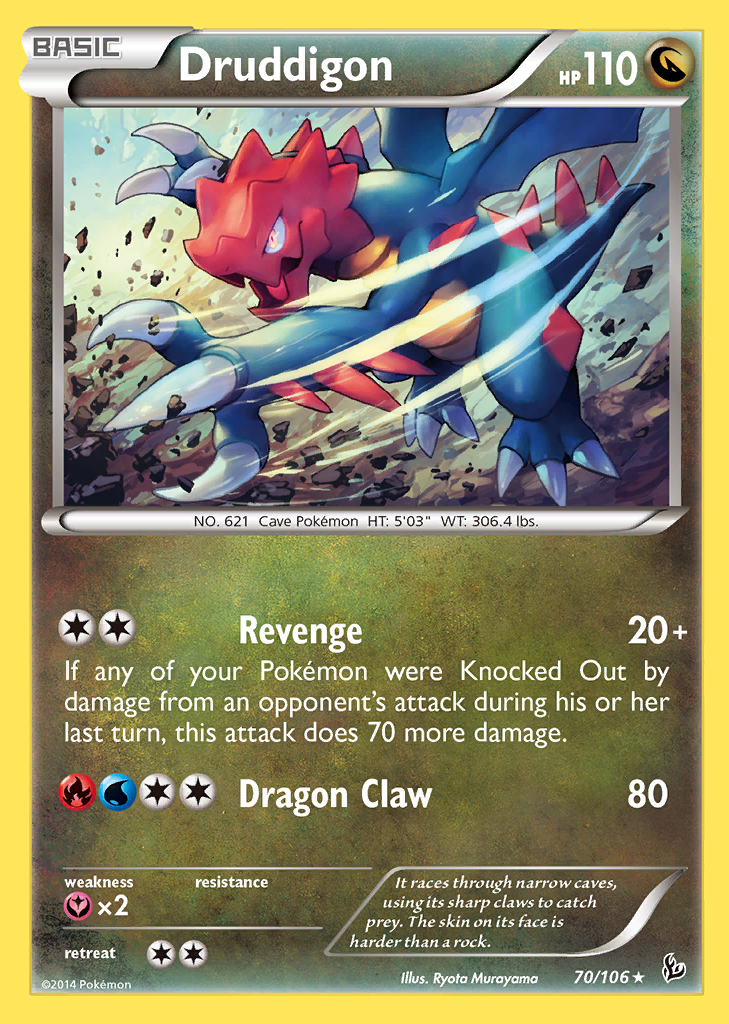 BASIC
Druddigon
HP 110
NO. 621 Cave Pokémon HT: 5'03" WT: 306.4 lbs.
Revenge 20+
If any of your Pokémon were Knocked Out by
damage from an opponent's attack during his or her
last turn, this attack does 70 more damage.
Dragon Claw 80
weakness resistance
×2
retreat
It races through narrow caves,
using its sharp claws to catch
prey. The skin on its face is
harder than a rock.
©2014 Pokémon
Illus. Ryota Murayama
70/106 ★